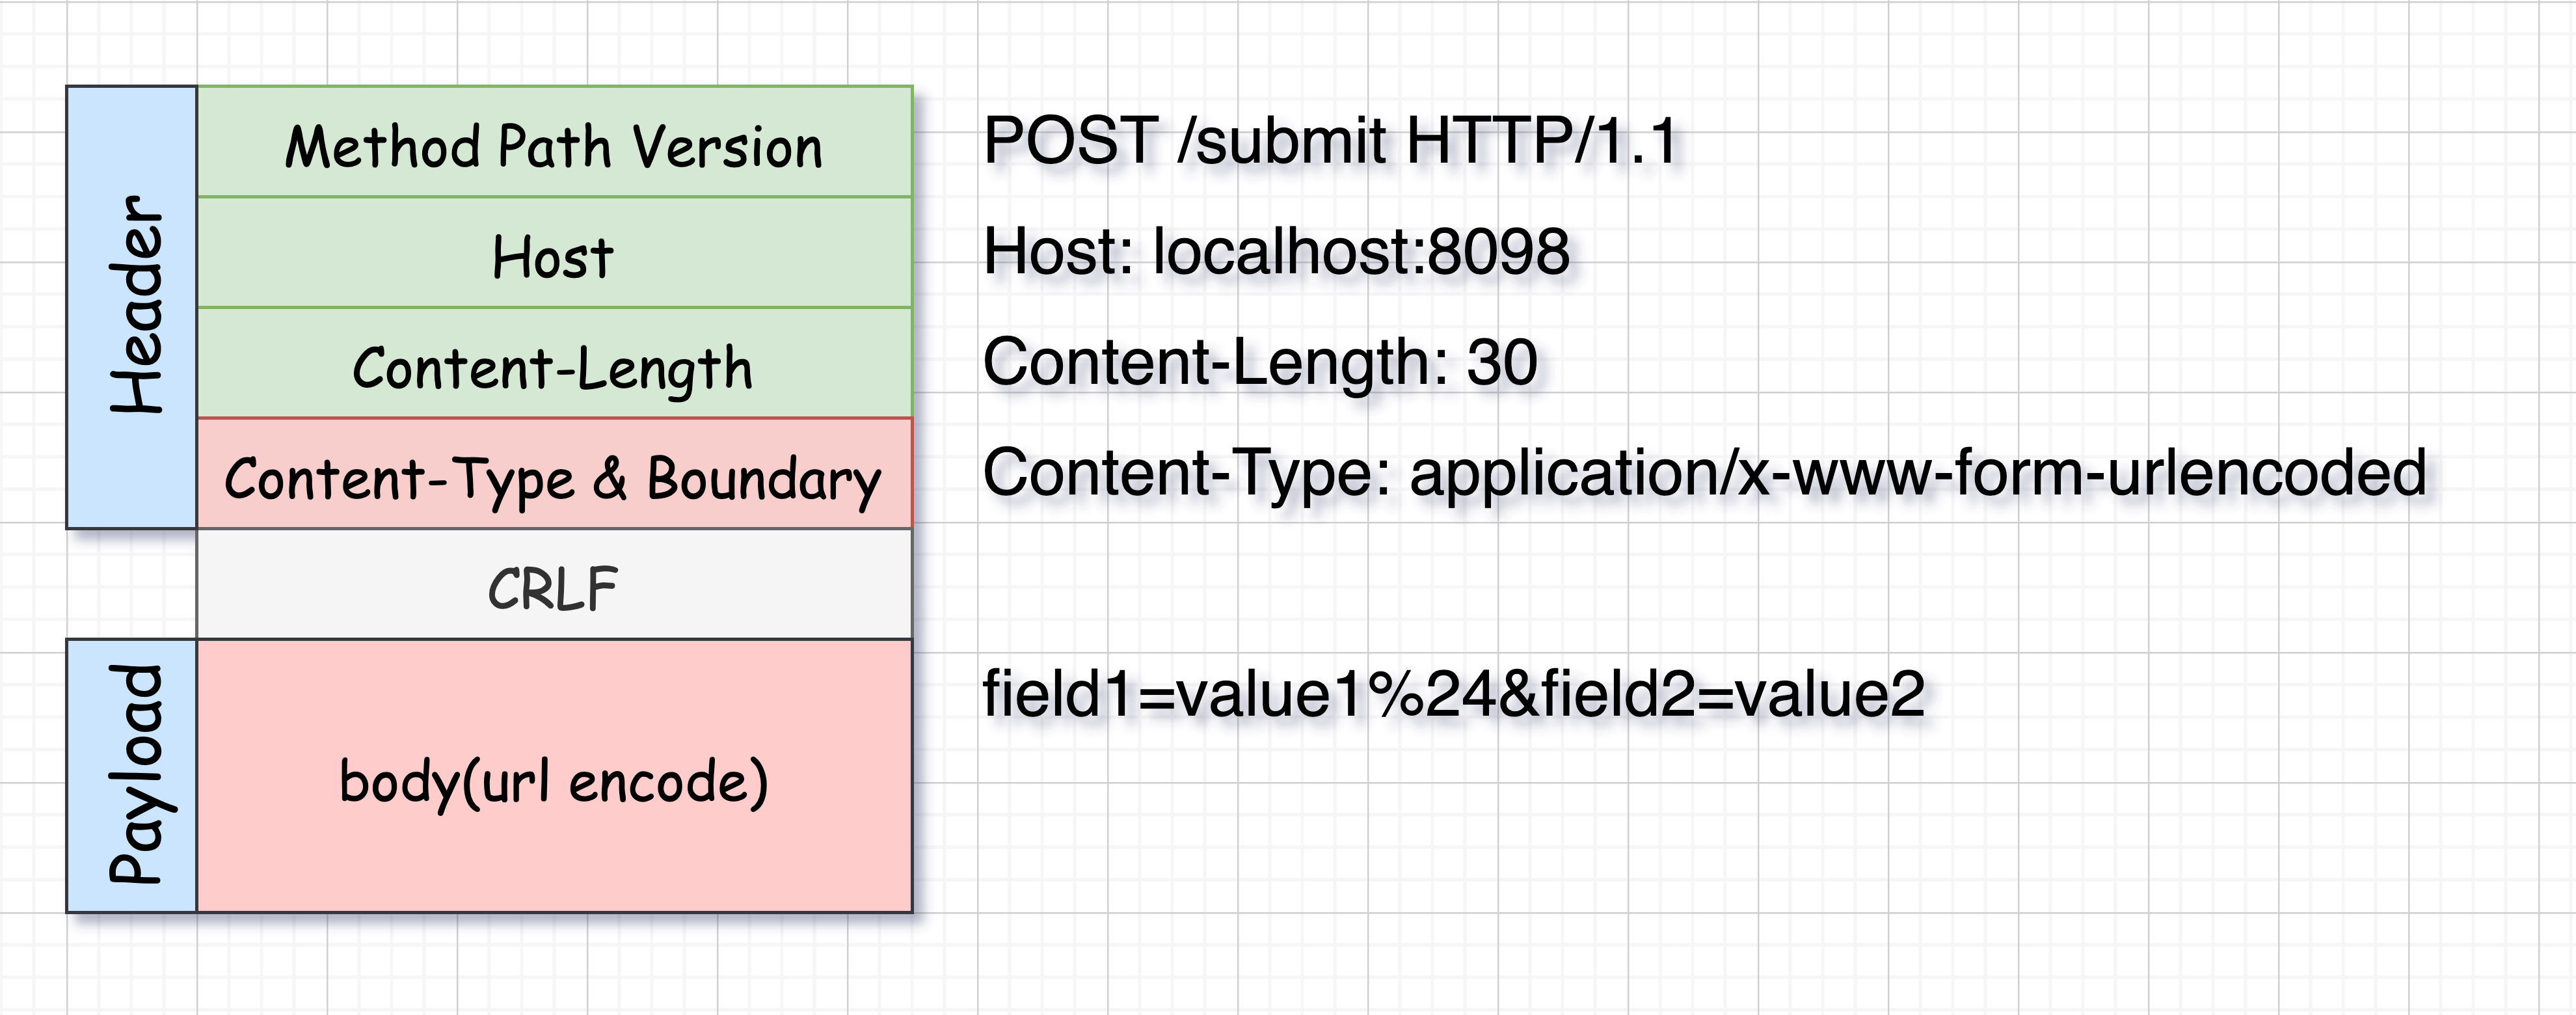 Header
Method Path Version
POST /submit HTTP/1.1
Host
Host: localhost:8098
Content-Length
Content-Length: 30
Content-Type & Boundary
Content-Type: application/x-www-form-urlencoded
CRLF
Payload
body(url encode)
field1=value1%24&field2=value2